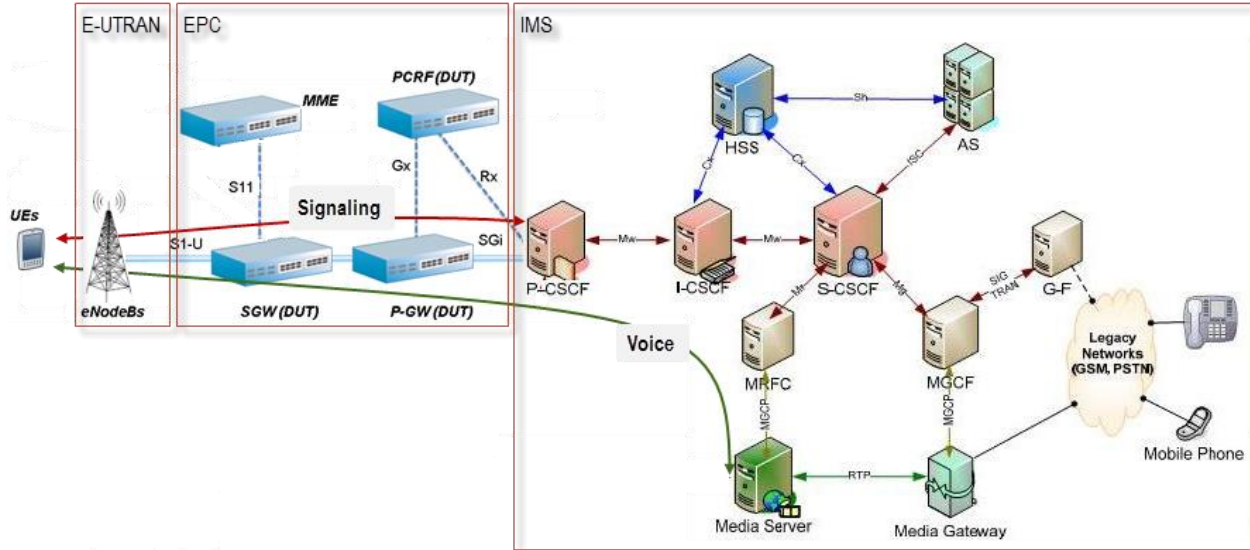 E-UTRAN
EPC
IMS
PCRF (DUT)
MME
HSS
Sh
AS
Cx
Cx
ISC
Gx
Rx
S11
Signaling
UEs
S1-U
SGi
P-CSCF
Mw
I-CSCF
Mw
S-CSCF
SIG
TRAN
G-F
eNodeBs
SGW (DUT)
P-GW (DUT)
Voice
Mr
Mg
MRFC
MGCF
Legacy
Networks
(GSM, PSTN)
MGCP
MGCP
Mobile Phone
RTP
Media Server
Media Gateway